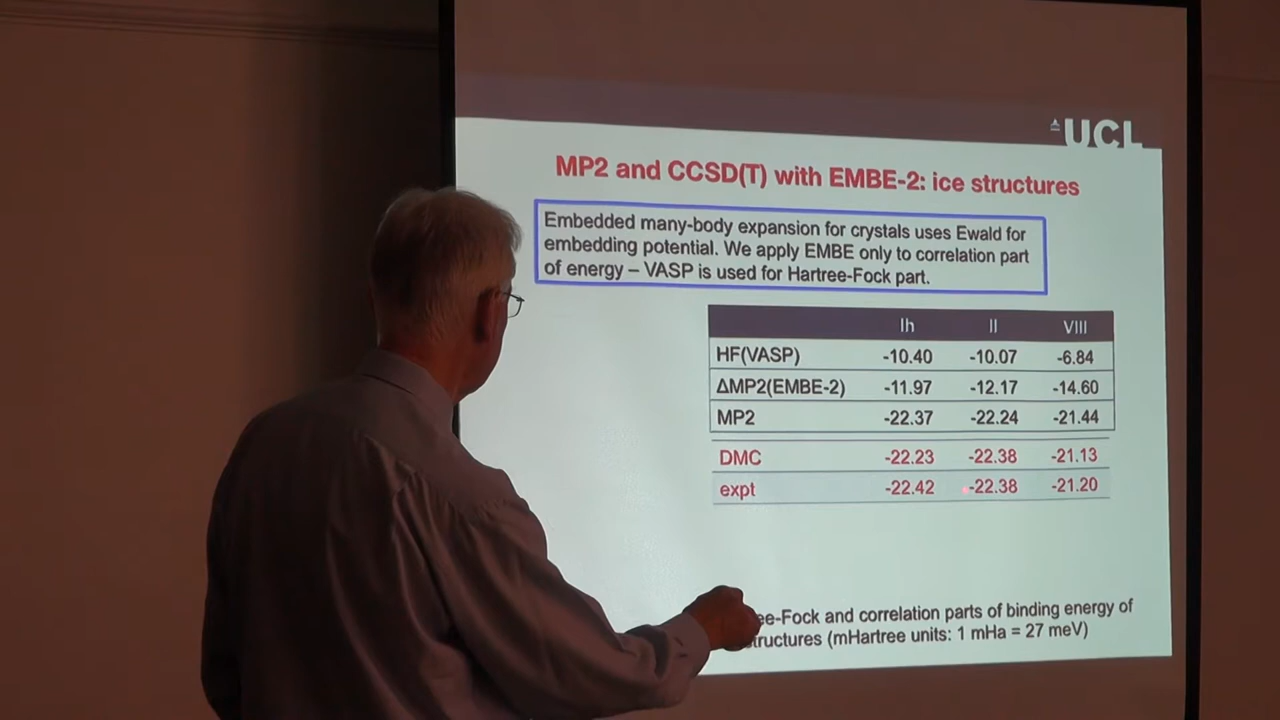 UCL
MP2 and CCSD(T) with EMBE-2: ice structures
Embedded many-body expansion for crystals uses Ewald for
embedding potential. We apply EMBE only to correlation part
of energy – VASP is used for Hartree-Fock part.
Ih II VIII
HF(VASP) -10.40 -10.07 -6.84
ΔMP2(EMBE-2) -11.97 -12.17 -14.60
MP2 -22.37 -22.24 -21.44
DMC -22.23 -22.38 -21.13
expt -22.42 -22.38 -21.20
ee-Fock and correlation parts of binding energy of
structures (mHartree units: 1 mHa = 27 meV)